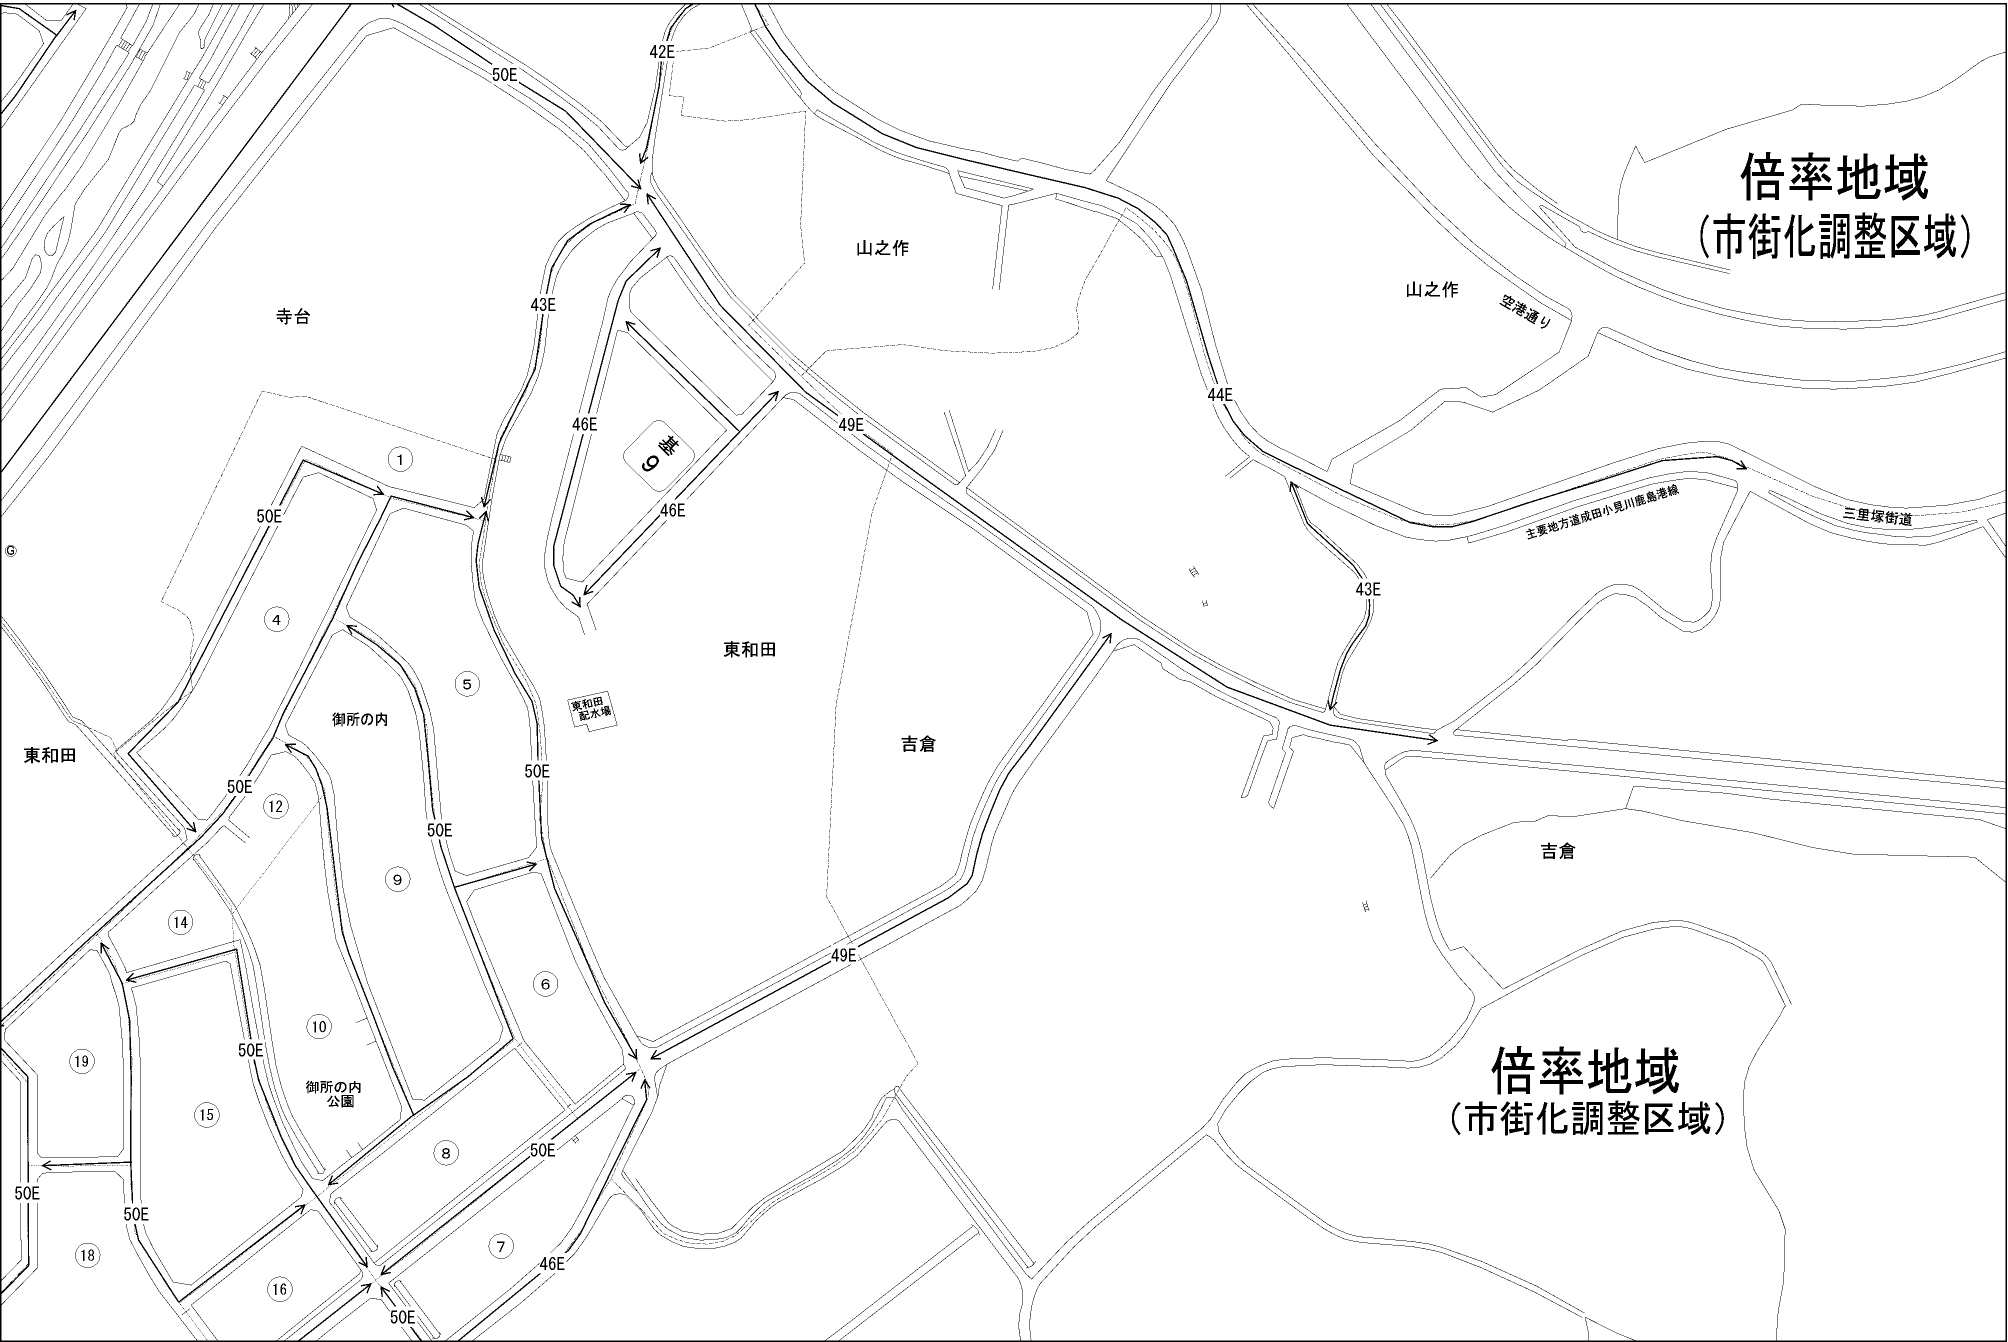 50E
42E
倍率地域
(市街化調整区域)
山之作
山之作
空港通り
43E
寺台
44E
46E
49E
基
9
1
46E
50E
主要地方道成田小見川鹿島港線
三里塚街道
G
43E
4
東和田
5
東和田
配水場
御所の内
吉倉
東和田
50E
50E
12
50E
吉倉
9
14
49E
6
10
50E
19
倍率地域
(市街化調整区域)
御所の内
公園
15
8
50E
50E
50E
7
18
46E
16
50E